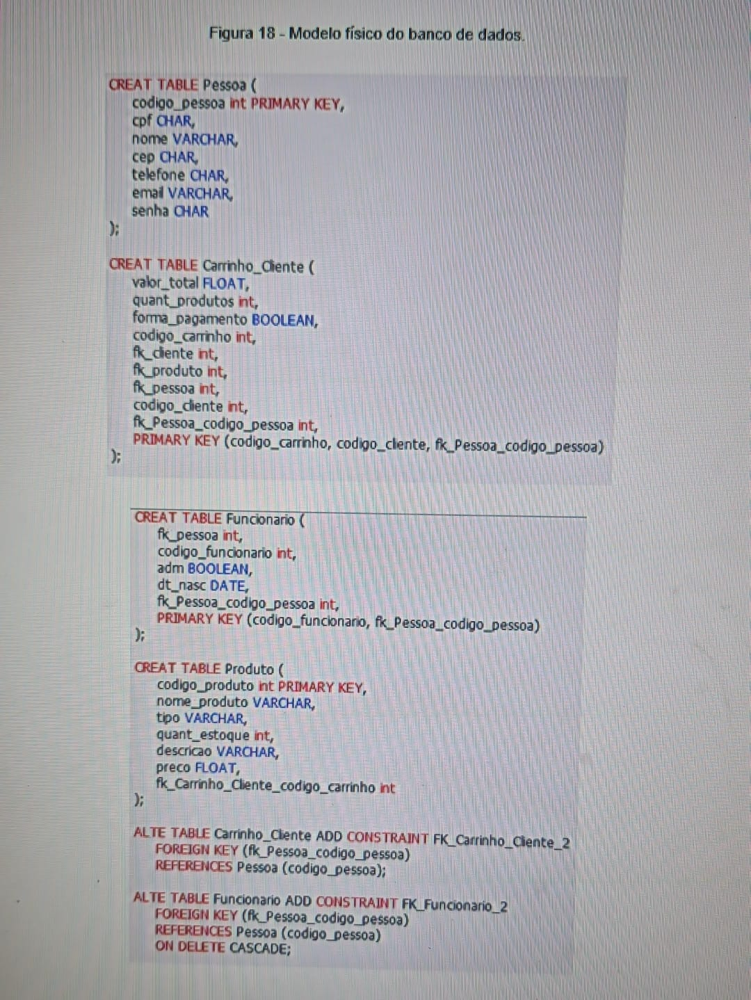 Figura 18 - Modelo físico do banco de dados.
CREAT TABLE Pessoa (
codigo_pessoa int PRIMARY KEY,
cpf CHAR,
nome VARCHAR,
cep CHAR,
telefone CHAR,
email VARCHAR,
senha CHAR
);
CREAT TABLE Carrinho_Cliente (
valor_total FLOAT,
quant_produtos int,
forma_pagamento BOOLEAN,
codigo_carrinho int,
fk_cliente int,
fk_produto int,
fk_pessoa int,
codigo_cliente int,
fk_Pessoa_codigo_pessoa int,
PRIMARY KEY (codigo_carrinho, codigo_cliente, fk_Pessoa_codigo_pessoa)
);
CREAT TABLE Funcionario (
fk_pessoa int,
codigo_funcionario int,
adm BOOLEAN,
dt_nasc DATE,
fk_Pessoa_codigo_pessoa int,
PRIMARY KEY (codigo_funcionario, fk_Pessoa_codigo_pessoa)
);
CREAT TABLE Produto (
codigo_produto int PRIMARY KEY,
nome_produto VARCHAR,
tipo VARCHAR,
quant_estoque int,
descricao VARCHAR,
preco FLOAT,
fk_Carrinho_Cliente_codigo_carrinho int
);
ALTE TABLE Carrinho_Cliente ADD CONSTRAINT FK_Carrinho_Cliente_2
FOREIGN KEY (fk_Pessoa_codigo_pessoa)
REFERENCES Pessoa (codigo_pessoa);
ALTE TABLE Funcionario ADD CONSTRAINT FK_Funcionario_2
FOREIGN KEY (fk_Pessoa_codigo_pessoa)
REFERENCES Pessoa (codigo_pessoa)
ON DELETE CASCADE;